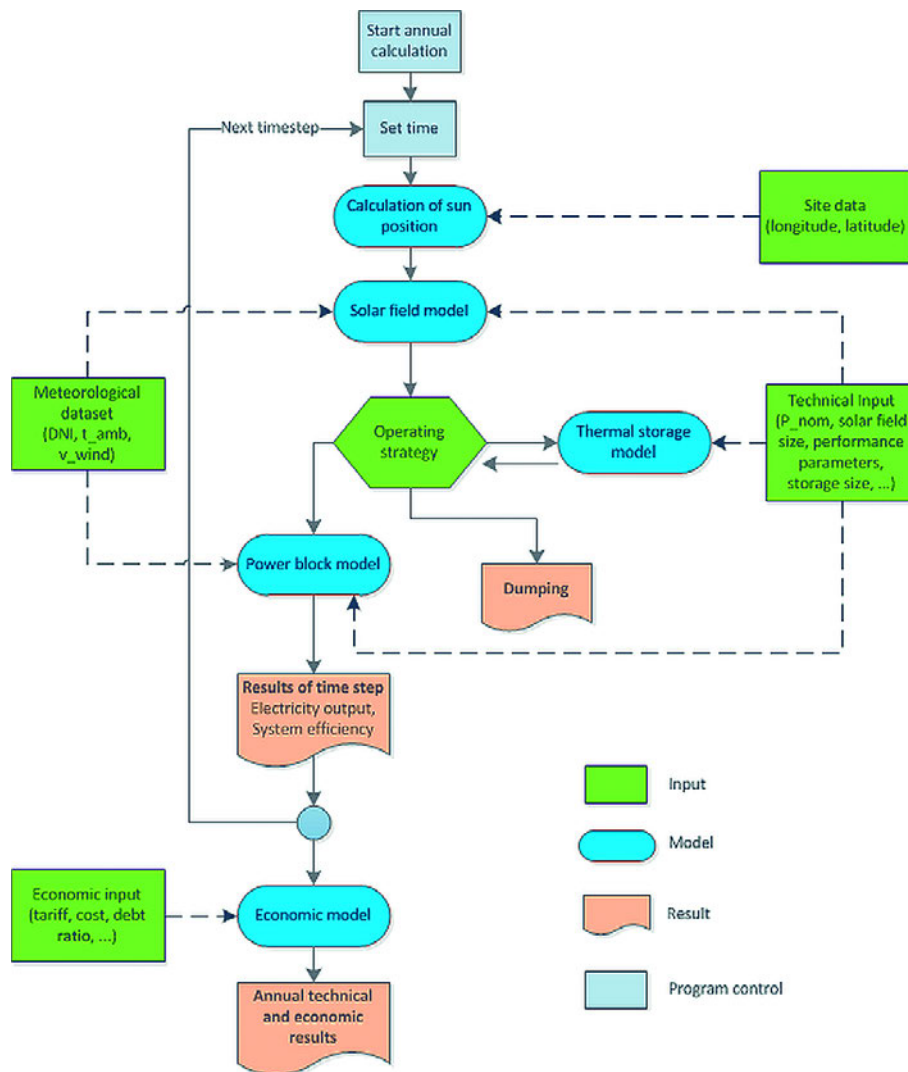 Start annual
calculation
Next timestep
Set time
Calculation of sun
position
Site data
(longitude, latitude)
Solar field model
Meteorological
dataset
(DNI, t_amb,
v_wind)
Operating
strategy
Thermal storage
model
Technical Input
(P_nom, solar field
size, performance
parameters,
storage size, ...)
Power block model
Dumping
Results of time step
Electricity output,
System efficiency
Input
Model
Economic input
(tariff, cost, debt
ratio, ...)
Economic model
Result
Annual technical
and economic
results
Program control